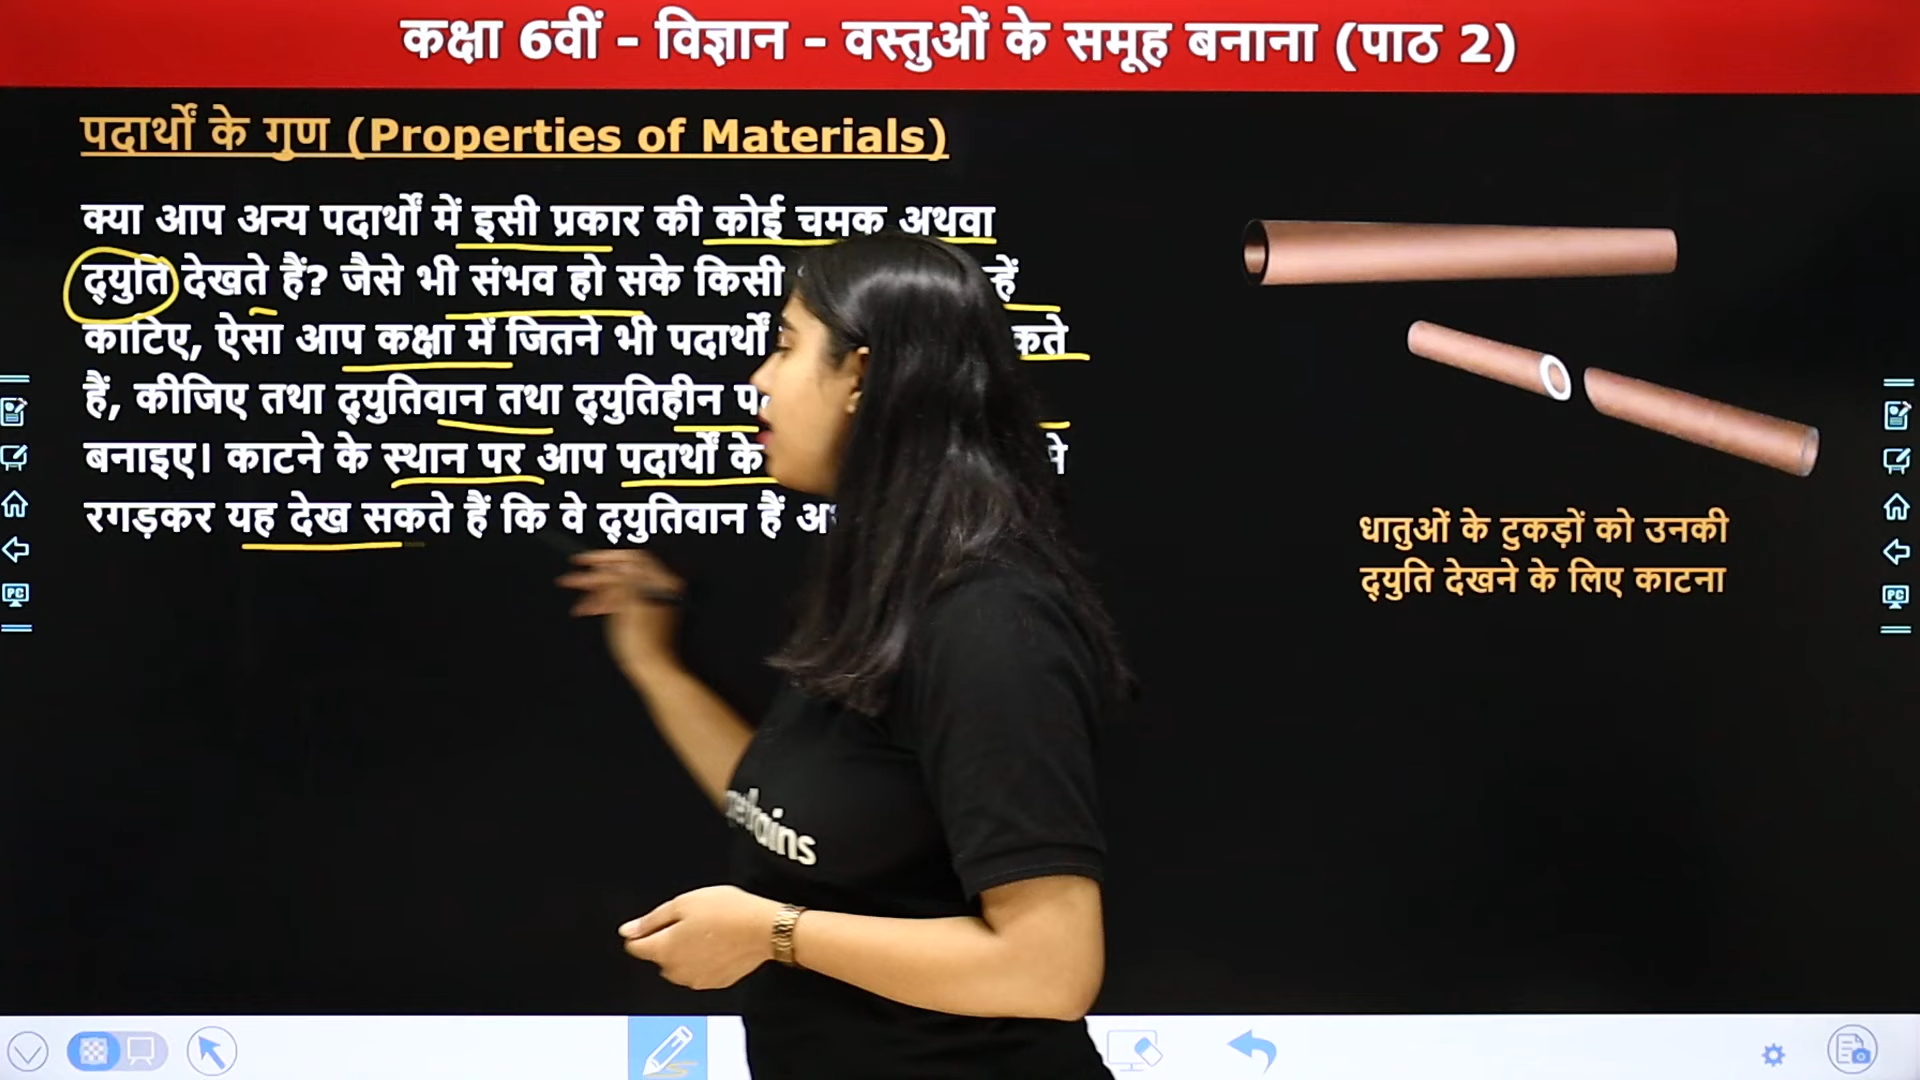 कक्षा 6वीं - विज्ञान - वस्तुओं के समूह बनाना (पाठ 2)
पदार्थों के गुण (Properties of Materials)
क्या आप अन्य पदार्थों में इसी प्रकार की कोई चमक अथवा
द्युति देखते हैं? जैसे भी संभव हो सके किसी
काटिए, ऐसा आप कक्षा में जितने भी पदार्थों
हैं, कीजिए तथा द्युतिवान तथा द्युतिहीन
बनाइए। काटने के स्थान पर आप पदार्थों के
रगड़कर यह देख सकते हैं कि वे द्युतिवान हैं
धातुओं के टुकड़ों को उनकी
द्युति देखने के लिए काटना
PC
PC